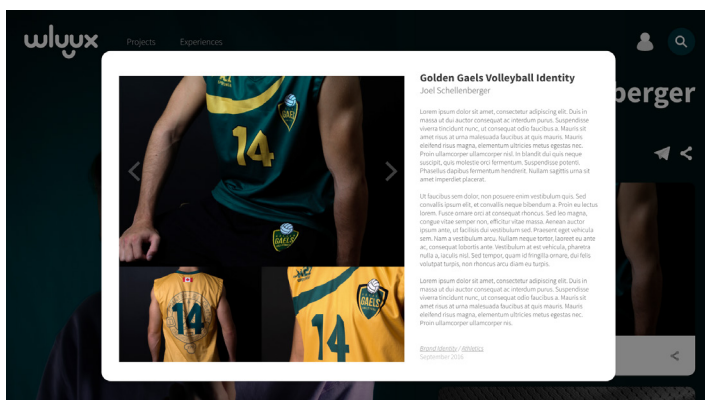 wluux
Projects
Experiences
berger
Golden Gaels Volleyball Identity
Joel Schellenberger
Lorem ipsum dolor sit amet, consectetur adipiscing elit. Duis in
massa ut dui auctor consequat ac interdum purus. Suspendisse
viverra tincidunt nunc, ut consequat odio faucibus a. Mauris sit
amet risus at urna mollis commodo at quis mauris. Mauris
eleifend risus magna, elementum ultricies metus egestas nec.
Proin ullamcorper ullamcorper nisl. In blandit dui quis neque
suscipit, quis molestie orci fermentum. Suspendisse potenti.
Phasellus dapibus fermentum hendrerit. Nullam sagittis urna sit
amet imperdiet placerat.
Ut faucibus sem dolor, non posuere enim vestibulum quis. Sed
convallis ipsum elit, et convallis neque bibendum a. Proin eu lectus
lorem. Fusce ornare orci at consequat rhoncus. Sed leo magna,
congue vitae semper non, efficitur vitae massa. Aenean auctor
ipsum ante, ut facilisis dui vestibulum sed. Praesent eget vehicula
sem. Nam a vestibulum arcu. Nullam neque tortor, laoreet eu ante
ac, consequat lobortis ante. Vestibulum at est vehicula, pharetra
nulla a, iaculis nisl. Sed tempor, quam id fringilla ornare, dui felis
volutpat turpis, non rhoncus arcu diam eu turpis.
Lorem ipsum dolor sit amet, consectetur adipiscing elit. Duis in
massa ut dui auctor consequat ac interdum purus. Suspendisse
viverra tincidunt nunc, ut consequat odio faucibus a. Mauris sit
amet risus at urna mollis commodo at quis mauris. Mauris
eleifend risus magna, elementum ultricies metus egestas nec.
Proin ullamcorper ullamcorper nis.
Brand Identity / Athletics
September 2016
14
GAELS
GAELS
14
14
GAELS